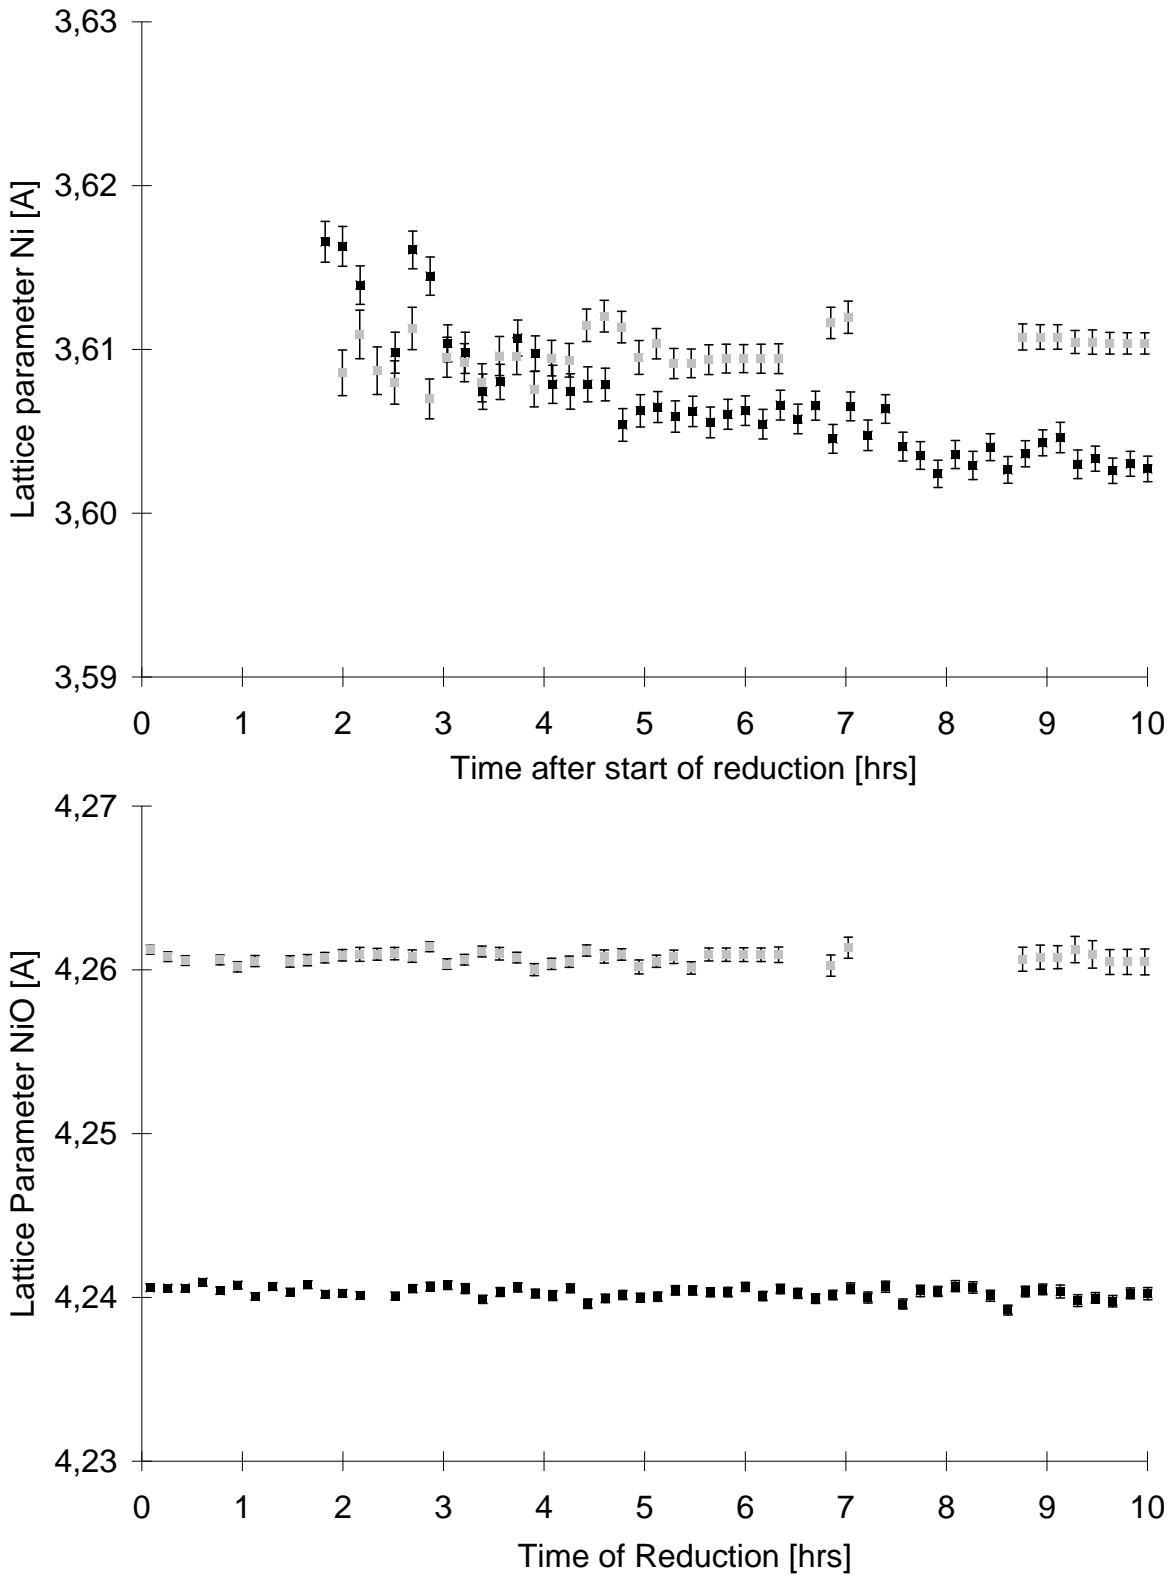 3,63
3,62
3,61
3,60
3,59
Lattice parameter Ni [A]
0 1 2 3 4 5 6 7 8 9 10
Time after start of reduction [hrs]
4,27
4,26
4,25
4,24
4,23
Lattice Parameter NiO [A]
0 1 2 3 4 5 6 7 8 9 10
Time of Reduction [hrs]